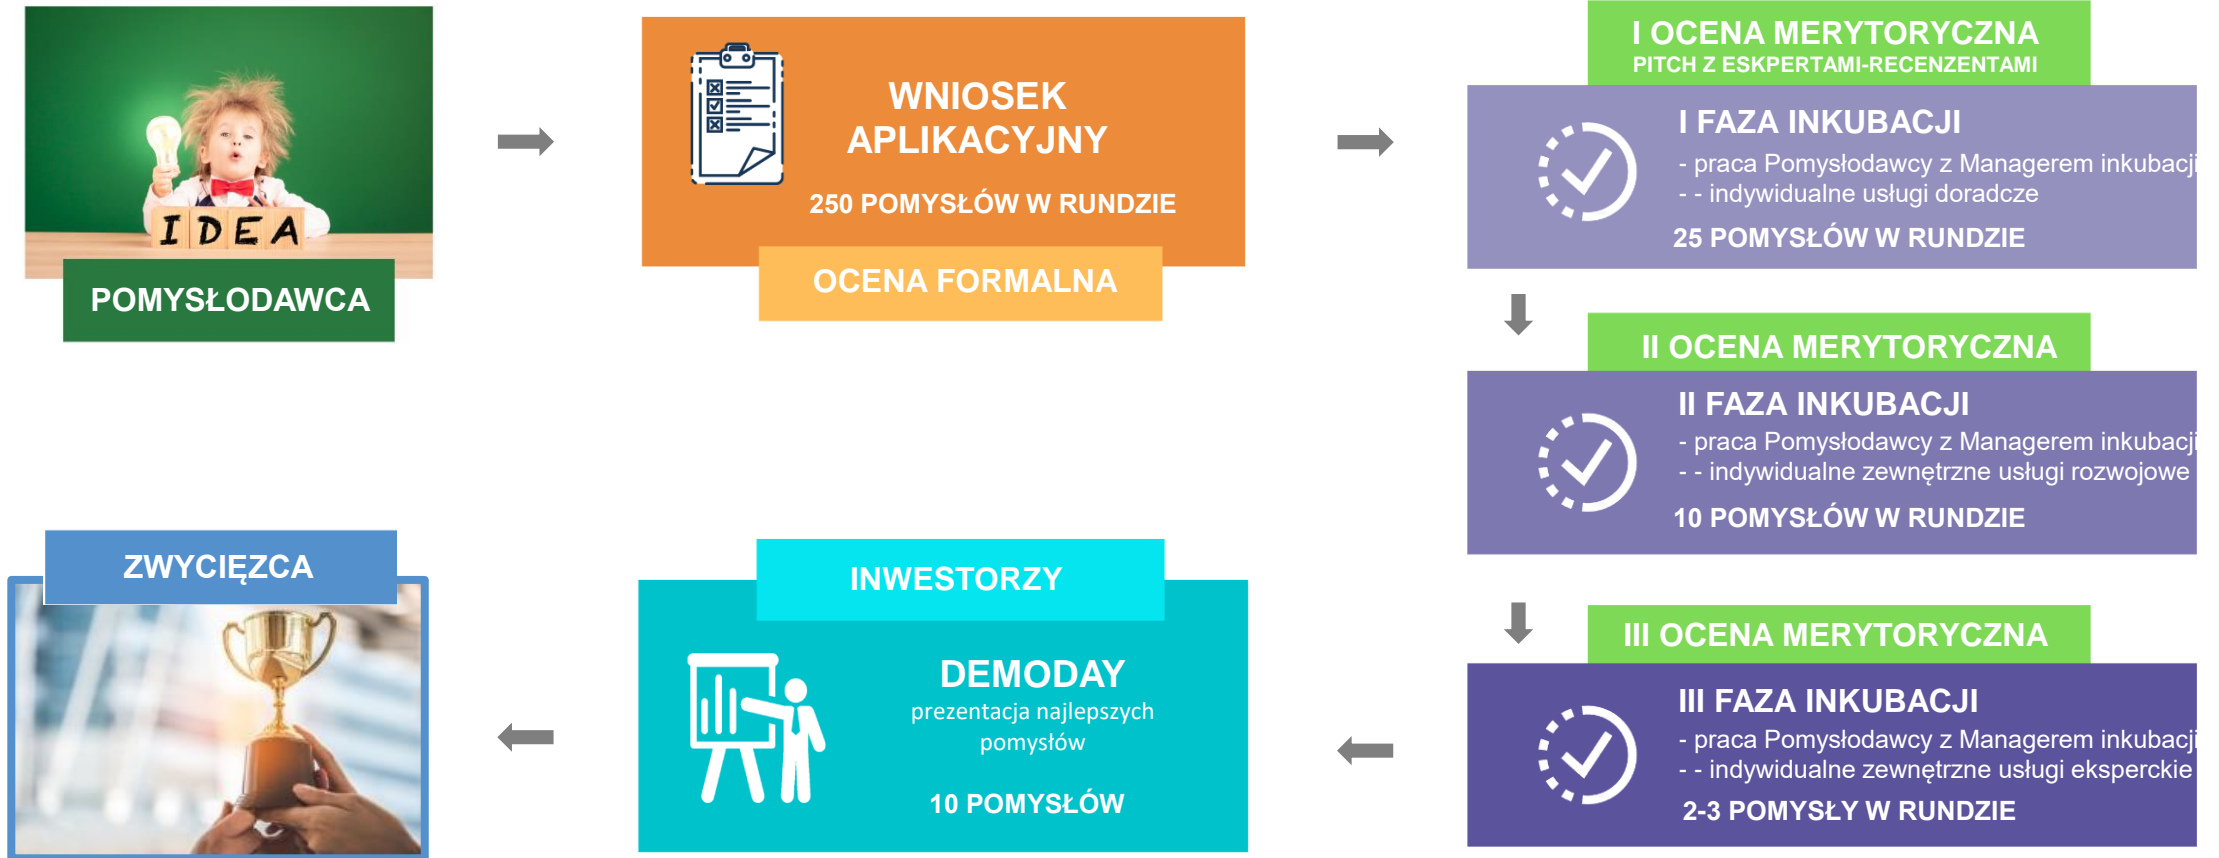 IDEA
POMYSŁODAWCA
WNIOSEK
APLIKACYJNY
250 POMYSŁÓW W RUNDZIE
OCENA FORMALNA
I OCENA MERYTORYCZNA
PITCH Z ESKPERTAMI-RECENZENTAMI
I FAZA INKUBACJI
- praca Pomysłodawcy z Managerem inkubacji
- - indywidualne usługi doradcze
25 POMYSŁÓW W RUNDZIE
II OCENA MERYTORYCZNA
II FAZA INKUBACJI
- praca Pomysłodawcy z Managerem inkubacji
- - indywidualne zewnętrzne usługi rozwojowe
10 POMYSŁÓW W RUNDZIE
III OCENA MERYTORYCZNA
III FAZA INKUBACJI
- praca Pomysłodawcy z Managerem inkubacji
- - indywidualne zewnętrzne usługi eksperckie
2-3 POMYSŁY W RUNDZIE
INWESTORZY
DEMODAY
prezentacja najlepszych
pomysłów
10 POMYSŁÓW
ZWYCIĘZCA